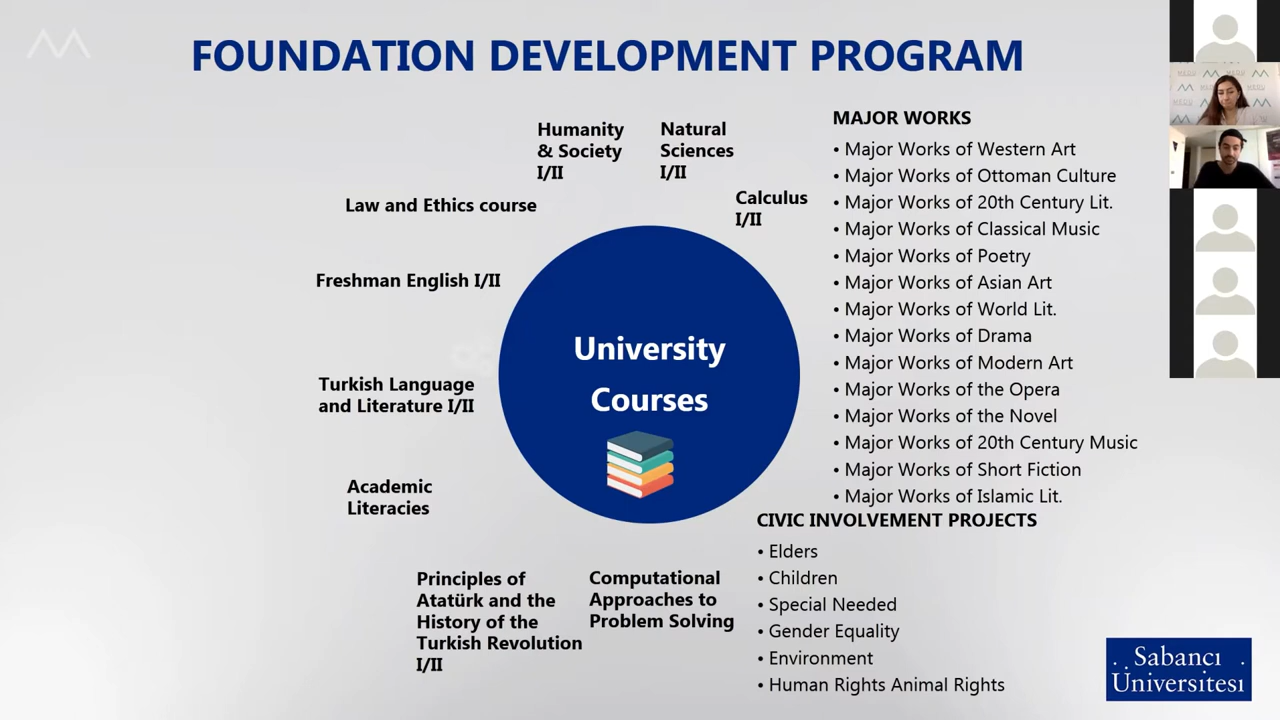 FOUNDATION DEVELOPMENT PROGRAM
Humanity
& Society
I/II
Natural
Sciences
I/II
Calculus
I/II
Law and Ethics course
Freshman English I/II
Turkish Language
and Literature I/II
Academic
Literacies
Principles of
Atatürk and the
History of the
Turkish Revolution
I/II
Computational
Approaches to
Problem Solving
University
Courses
MAJOR WORKS
• Major Works of Western Art
• Major Works of Ottoman Culture
• Major Works of 20th Century Lit.
• Major Works of Classical Music
• Major Works of Poetry
• Major Works of Asian Art
• Major Works of World Lit.
• Major Works of Drama
• Major Works of Modern Art
• Major Works of the Opera
• Major Works of the Novel
• Major Works of 20th Century Music
• Major Works of Short Fiction
• Major Works of Islamic Lit.
CIVIC INVOLVEMENT PROJECTS
• Elders
• Children
• Special Needed
• Gender Equality
• Environment
• Human Rights Animal Rights
Sabancı
Üniversitesi